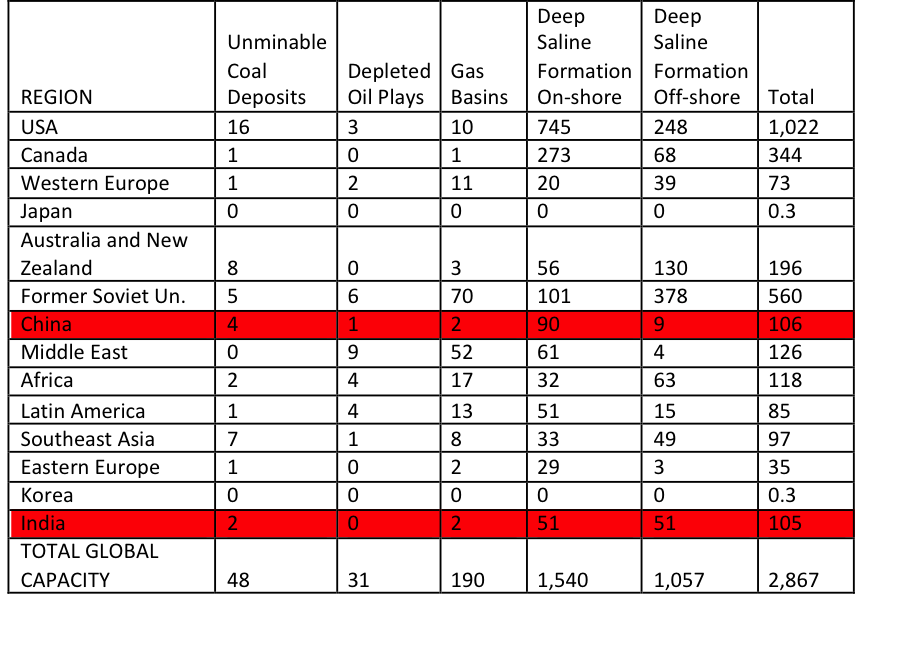 REGION Unminable Coal Deposits Depleted Oil Plays Gas Basins Deep Saline Formation On-shore Deep Saline Formation Off-shore Total
USA 16 3 10 745 248 1,022
Canada 1 0 1 273 68 344
Western Europe 1 2 11 20 39 73
Japan 0 0 0 0 0 0.3
Australia and New
Zealand 8 0 3 56 130 196
Former Soviet Un. 5 6 70 101 378 560
China 4 1 2 90 9 106
Middle East 0 9 52 61 4 126
Africa 2 4 17 32 63 118
Latin America 1 4 13 51 15 85
Southeast Asia 7 1 8 33 49 97
Eastern Europe 1 0 2 29 3 35
Korea 0 0 0 0 0 0.3
India 2 0 2 51 51 105
TOTAL GLOBAL
CAPACITY 48 31 190 1,540 1,057 2,867